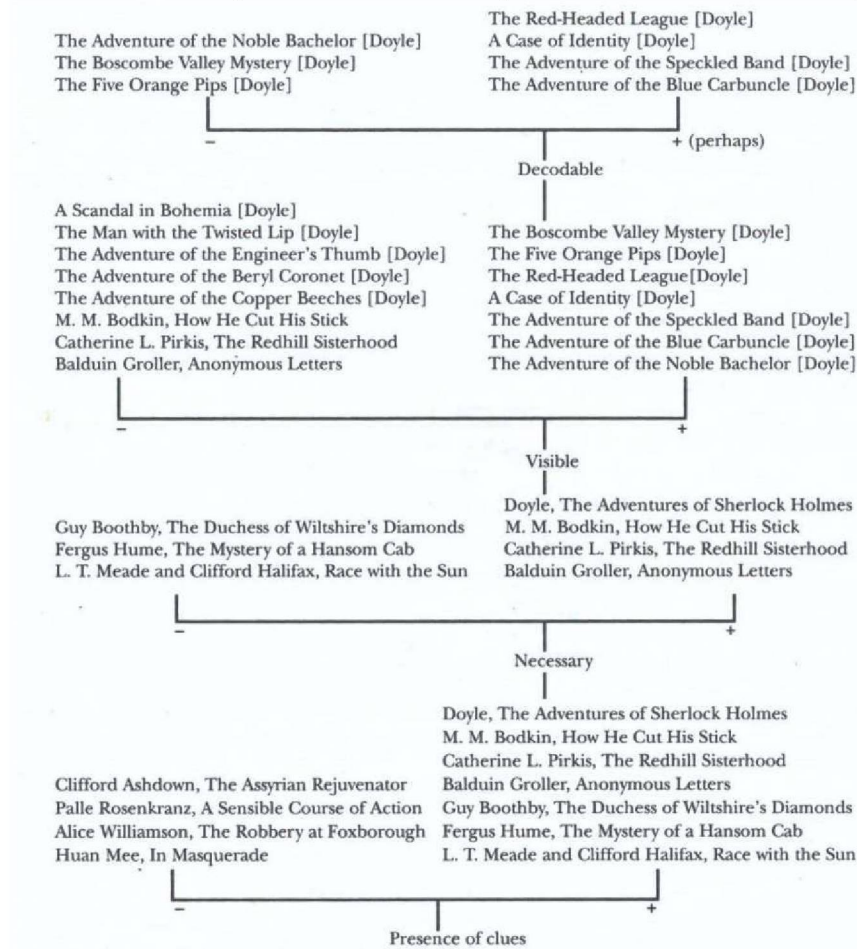 The Adventure of the Noble Bachelor [Doyle]
The Boscombe Valley Mystery [Doyle]
The Five Orange Pips [Doyle]
The Red-Headed League [Doyle]
A Case of Identity [Doyle]
The Adventure of the Speckled Band [Doyle]
The Adventure of the Blue Carbuncle [Doyle]
–
+ (perhaps)
Decodable
A Scandal in Bohemia [Doyle]
The Man with the Twisted Lip [Doyle]
The Adventure of the Engineer's Thumb [Doyle]
The Adventure of the Beryl Coronet [Doyle]
The Adventure of the Copper Beeches [Doyle]
M. M. Bodkin, How He Cut His Stick
Catherine L. Pirkis, The Redhill Sisterhood
Balduin Groller, Anonymous Letters
The Boscombe Valley Mystery [Doyle]
The Five Orange Pips [Doyle]
The Red-Headed League[Doyle]
A Case of Identity [Doyle]
The Adventure of the Speckled Band [Doyle]
The Adventure of the Blue Carbuncle [Doyle]
The Adventure of the Noble Bachelor [Doyle]
–
+
Visible
Guy Boothby, The Duchess of Wiltshire's Diamonds
Fergus Hume, The Mystery of a Hansom Cab
L. T. Meade and Clifford Halifax, Race with the Sun
Doyle, The Adventures of Sherlock Holmes
M. M. Bodkin, How He Cut His Stick
Catherine L. Pirkis, The Redhill Sisterhood
Balduin Groller, Anonymous Letters
–
+
Necessary
Clifford Ashdown, The Assyrian Rejuvenator
Palle Rosenkranz, A Sensible Course of Action
Alice Williamson, The Robbery at Foxborough
Huan Mee, In Masquerade
Doyle, The Adventures of Sherlock Holmes
M. M. Bodkin, How He Cut His Stick
Catherine L. Pirkis, The Redhill Sisterhood
Balduin Groller, Anonymous Letters
Guy Boothby, The Duchess of Wiltshire's Diamonds
Fergus Hume, The Mystery of a Hansom Cab
L. T. Meade and Clifford Halifax, Race with the Sun
–
+
Presence of clues